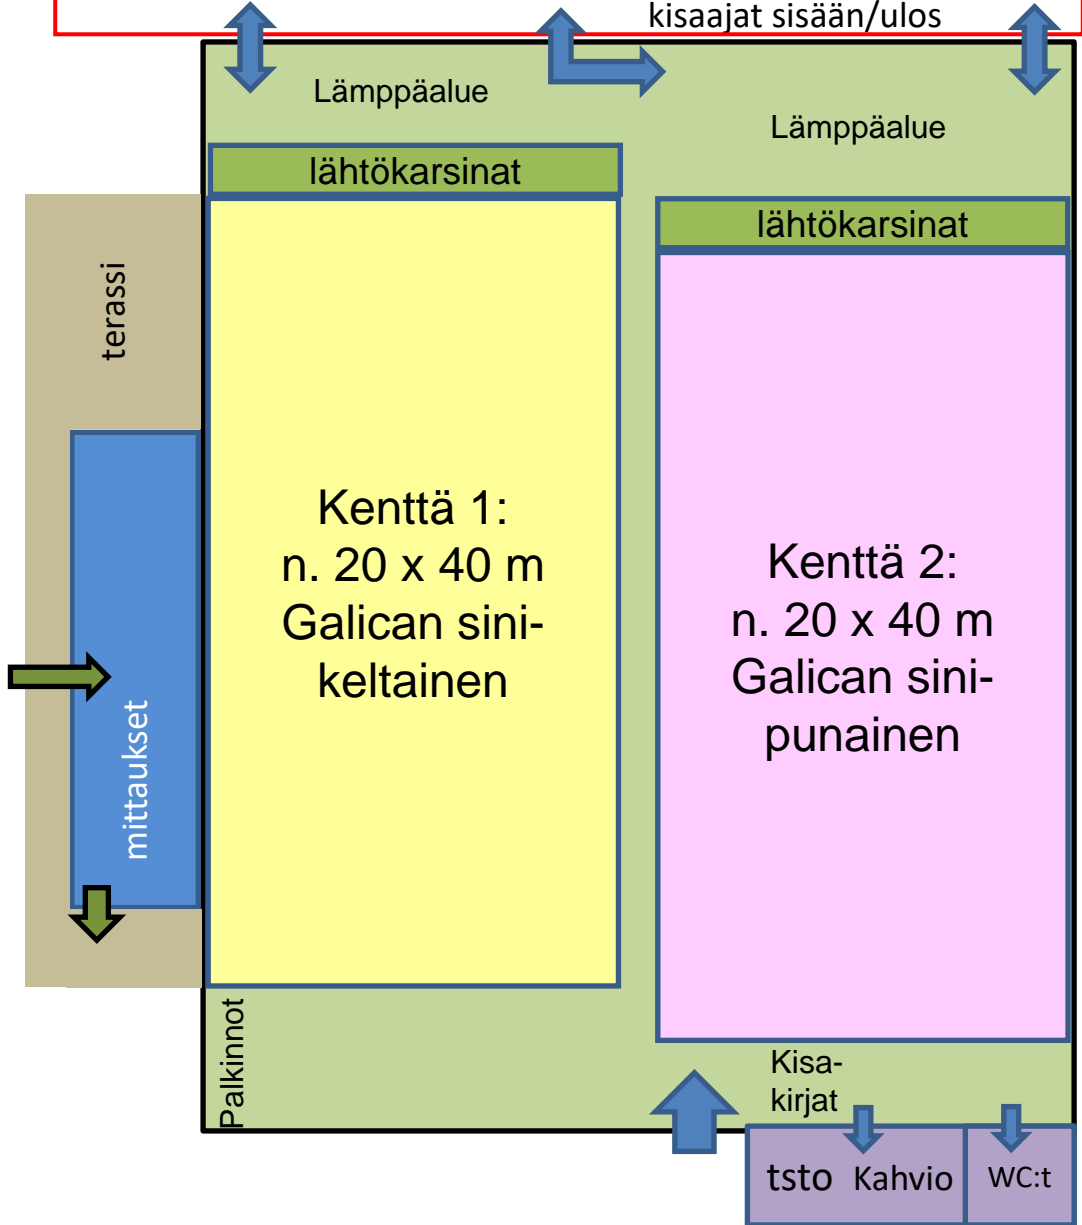 kisaajat sisään/ulos
Lämppäalue
Lämppäalue
lähtökarsinat
lähtökarsinat
terassi
Kenttä 1:
n. 20 x 40 m
Galican sini-
keltainen
Kenttä 2:
n. 20 x 40 m
Galican sini-
punainen
mittaukset
Palkinnot
Kisa-
kirjat
tsto Kahvio
WC:t